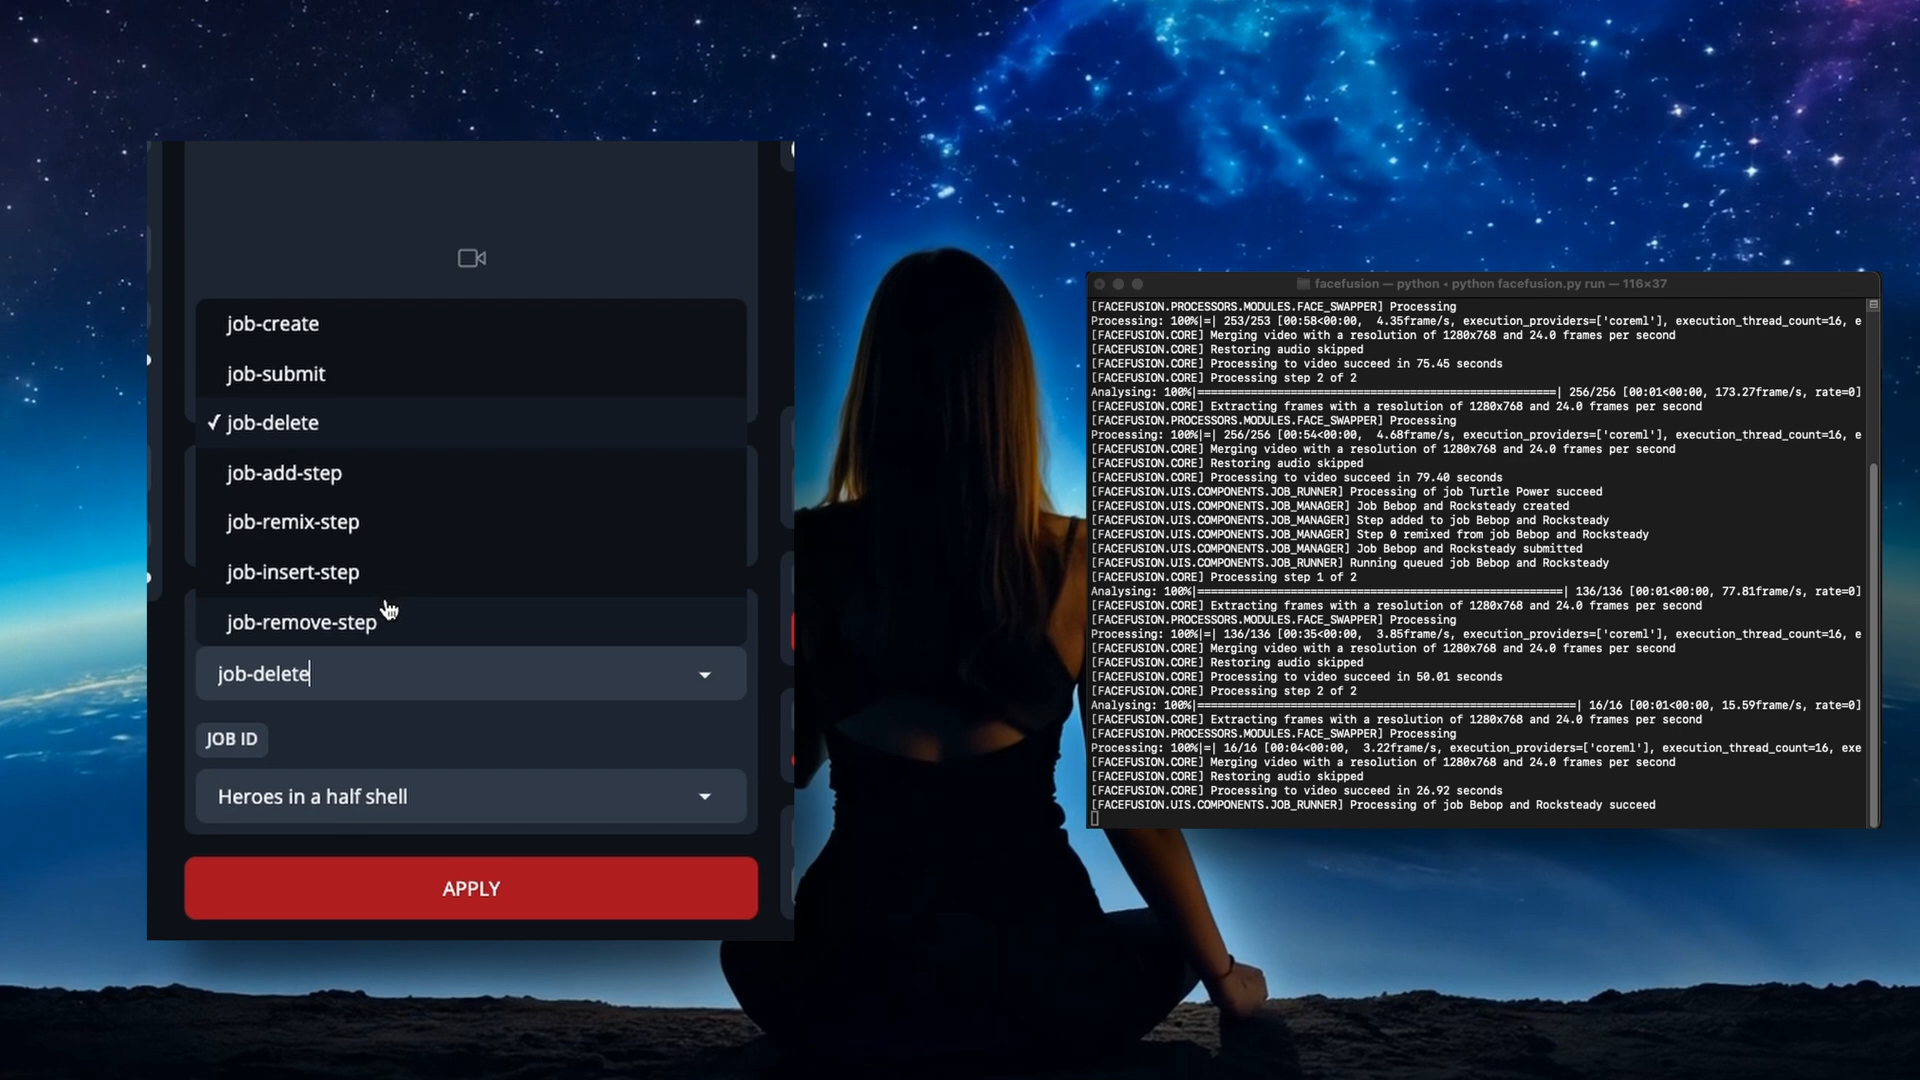 job-create
job-submit
✓ job-delete
job-add-step
job-remix-step
job-insert-step
job-remove-step
job-delete
JOB ID
Heroes in a half shell
APPLY
facefusion — python ◂ python facefusion.py run — 116×37
[FACEFUSION.PROCESSORS.MODULES.FACE_SWAPPER] Processing
Processing: 100%|=| 253/253 [00:58<00:00,  4.35frame/s, execution_providers=['coreml'], execution_thread_count=16, e
[FACEFUSION.CORE] Merging video with a resolution of 1280x768 and 24.0 frames per second
[FACEFUSION.CORE] Restoring audio skipped
[FACEFUSION.CORE] Processing to video succeed in 75.45 seconds
[FACEFUSION.CORE] Processing step 2 of 2
Analysing: 100%|======================================================| 256/256 [00:01<00:00, 173.27frame/s, rate=0]
[FACEFUSION.CORE] Extracting frames with a resolution of 1280x768 and 24.0 frames per second
[FACEFUSION.PROCESSORS.MODULES.FACE_SWAPPER] Processing
Processing: 100%|=| 256/256 [00:54<00:00,  4.68frame/s, execution_providers=['coreml'], execution_thread_count=16, e
[FACEFUSION.CORE] Merging video with a resolution of 1280x768 and 24.0 frames per second
[FACEFUSION.CORE] Restoring audio skipped
[FACEFUSION.CORE] Processing to video succeed in 79.40 seconds
[FACEFUSION.UIS.COMPONENTS.JOB_RUNNER] Processing of job Turtle Power succeed
[FACEFUSION.UIS.COMPONENTS.JOB_MANAGER] Job Bebop and Rocksteady created
[FACEFUSION.UIS.COMPONENTS.JOB_MANAGER] Step added to job Bebop and Rocksteady
[FACEFUSION.UIS.COMPONENTS.JOB_MANAGER] Step 0 remixed from job Bebop and Rocksteady
[FACEFUSION.UIS.COMPONENTS.JOB_MANAGER] Job Bebop and Rocksteady submitted
[FACEFUSION.UIS.COMPONENTS.JOB_RUNNER] Running queued job Bebop and Rocksteady
[FACEFUSION.CORE] Processing step 1 of 2
Analysing: 100%|=======================================================| 136/136 [00:01<00:00, 77.81frame/s, rate=0]
[FACEFUSION.CORE] Extracting frames with a resolution of 1280x768 and 24.0 frames per second
[FACEFUSION.PROCESSORS.MODULES.FACE_SWAPPER] Processing
Processing: 100%|=| 136/136 [00:35<00:00,  3.85frame/s, execution_providers=['coreml'], execution_thread_count=16, e
[FACEFUSION.CORE] Merging video with a resolution of 1280x768 and 24.0 frames per second
[FACEFUSION.CORE] Restoring audio skipped
[FACEFUSION.CORE] Processing to video succeed in 50.01 seconds
[FACEFUSION.CORE] Processing step 2 of 2
Analysing: 100%|=========================================================| 16/16 [00:01<00:00, 15.59frame/s, rate=0]
[FACEFUSION.CORE] Extracting frames with a resolution of 1280x768 and 24.0 frames per second
[FACEFUSION.PROCESSORS.MODULES.FACE_SWAPPER] Processing
Processing: 100%|=| 16/16 [00:04<00:00,  3.22frame/s, execution_providers=['coreml'], execution_thread_count=16, exe
[FACEFUSION.CORE] Merging video with a resolution of 1280x768 and 24.0 frames per second
[FACEFUSION.CORE] Restoring audio skipped
[FACEFUSION.CORE] Processing to video succeed in 26.92 seconds
[FACEFUSION.UIS.COMPONENTS.JOB_RUNNER] Processing of job Bebop and Rocksteady succeed